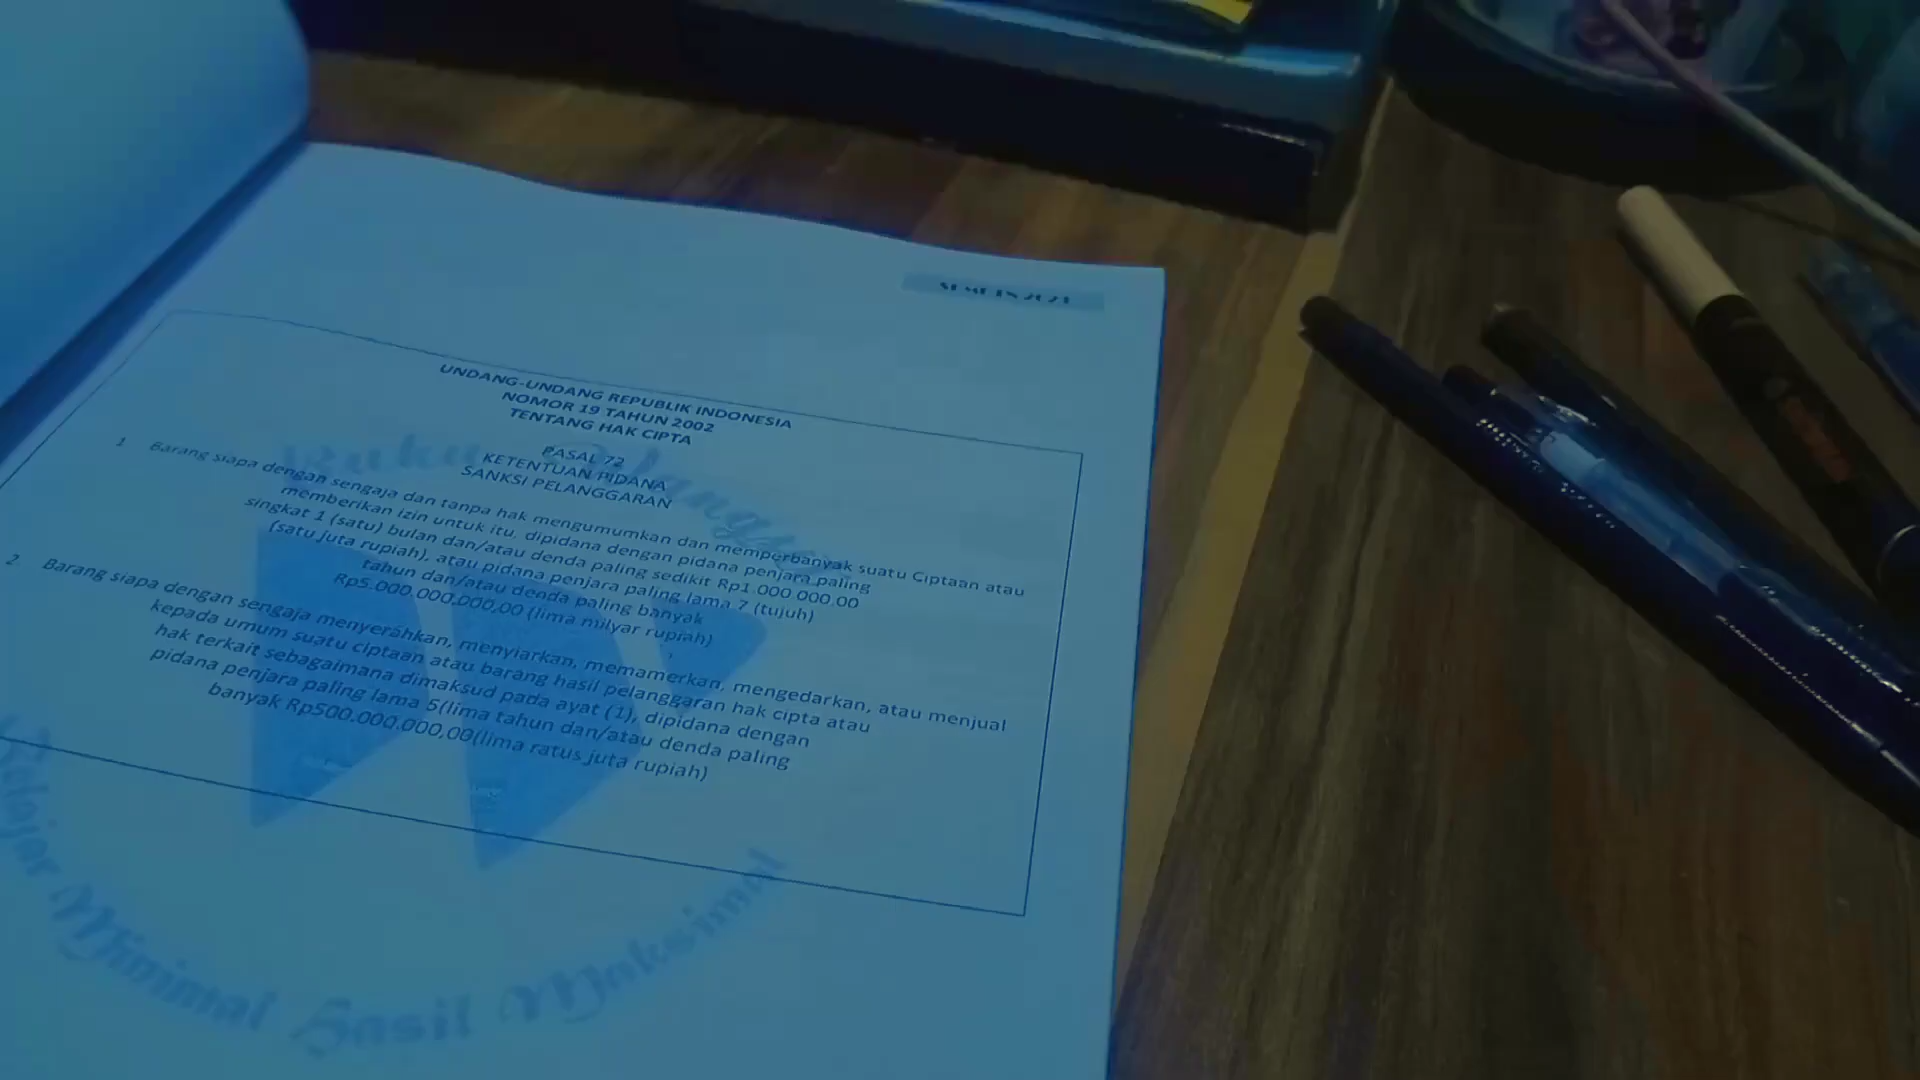 UNDANG-UNDANG REPUBLIK INDONESIA
NOMOR 19 TAHUN 2002
TENTANG HAK CIPTA
PASAL 72
KETENTUAN PIDANA
SANKSI PELANGGARAN
1 Barang siapa dengan sengaja dan tanpa hak mengumumkan dan memperbanyak suatu Ciptaan atau
memberikan izin untuk itu, dipidana dengan pidana penjara paling
singkat 1 (satu) bulan dan/atau denda paling sedikit Rp1.000.000.00
(satu juta rupiah), atau pidana penjara paling lama 7 (tujuh)
tahun dan/atau denda paling banyak
Rp5.000.000.000,00 (lima milyar rupiah)
2 Barang siapa dengan sengaja menyerahkan, menyiarkan, memamerkan, mengedarkan, atau menjual
kepada umum suatu ciptaan atau barang hasil pelanggaran hak cipta atau
hak terkait sebagaimana dimaksud pada ayat (1), dipidana dengan
pidana penjara paling lama 5(lima tahun dan/atau denda paling
banyak Rp500.000.000,00(lima ratus juta rupiah)
Buku
Belajar Minimal Hasil Maksimal